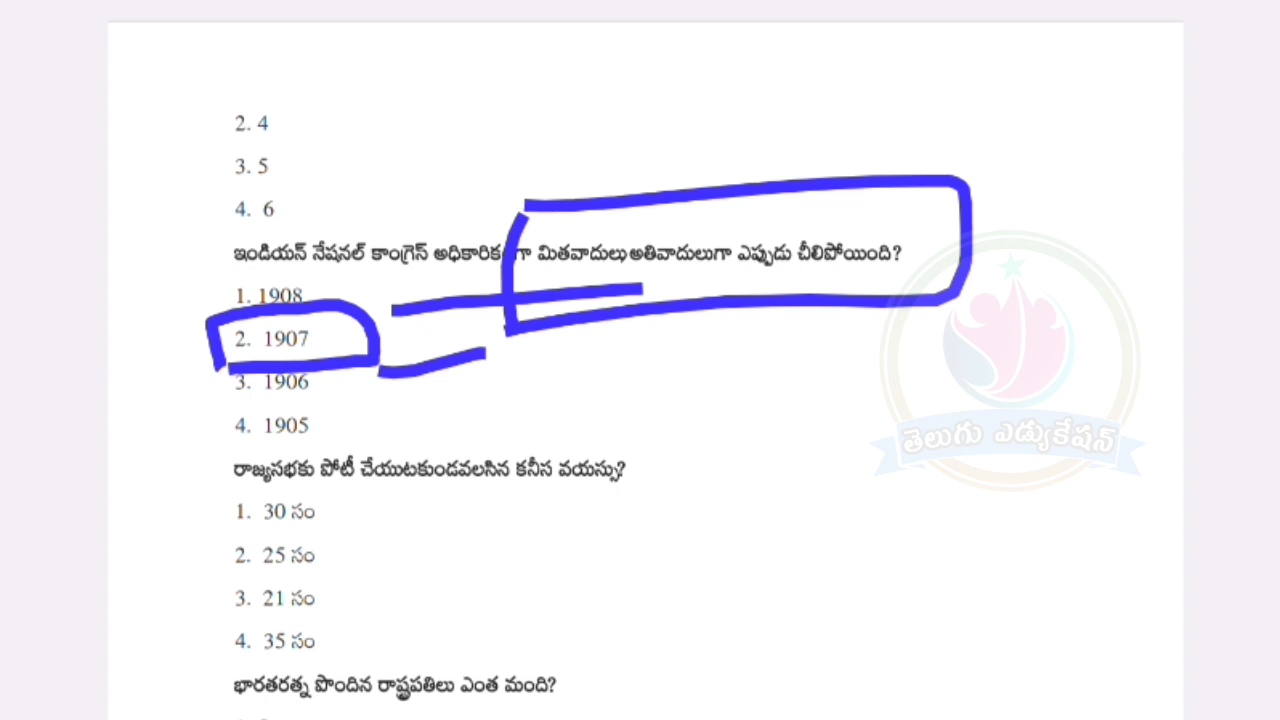 2. 4
3. 5
4. 6
ఇండియన్ నేషనల్ కాంగ్రెస్ అధికారికంగా మితవాదులు,అతివాదులుగా ఎప్పుడు చీలిపోయింది?
1. 1908
2. 1907
3. 1906
4. 1905
రాజ్యసభకు పోటీ చేయుటకుండవలసిన కనీస వయస్సు?
1. 30 సం
2. 25 సం
3. 21 సం
4. 35 సం
భారతరత్న పొందిన రాష్ట్రపతిలు ఎంత మంది?
తెలుగు ఎడ్యుకేషన్